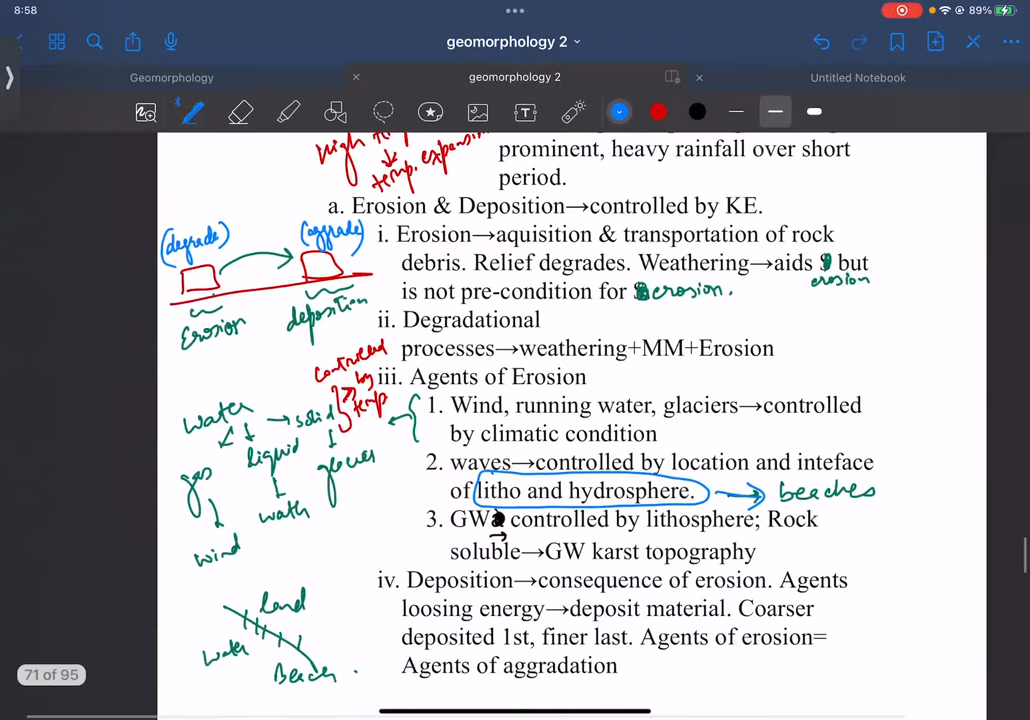 8:58
89%
geomorphology 2
Geomorphology
geomorphology 2
Untitled Notebook
High
temp. expansion
prominent, heavy rainfall over short
period.
a. Erosion & Deposition→controlled by KE.
(degrade)
(aggrade)
i. Erosion→aquisition & transportation of rock
debris. Relief degrades. Weathering→aids but
erosion
is not pre-condition for erosion.
Erosion
deposition
ii. Degradational
processes→weathering+MM+Erosion
controlled
by
temp
iii. Agents of Erosion
water → solid
1. Wind, running water, glaciers→controlled
by climatic condition
gas
liquid
2. waves→controlled by location and inteface
of litho and hydrosphere. → beaches
wind
3. GW controlled by lithosphere; Rock
soluble→GW karst topography
iv. Deposition→consequence of erosion. Agents
loosing energy→deposit material. Coarser
deposited 1st, finer last. Agents of erosion=
Agents of aggradation
land
water
Beach
71 of 95